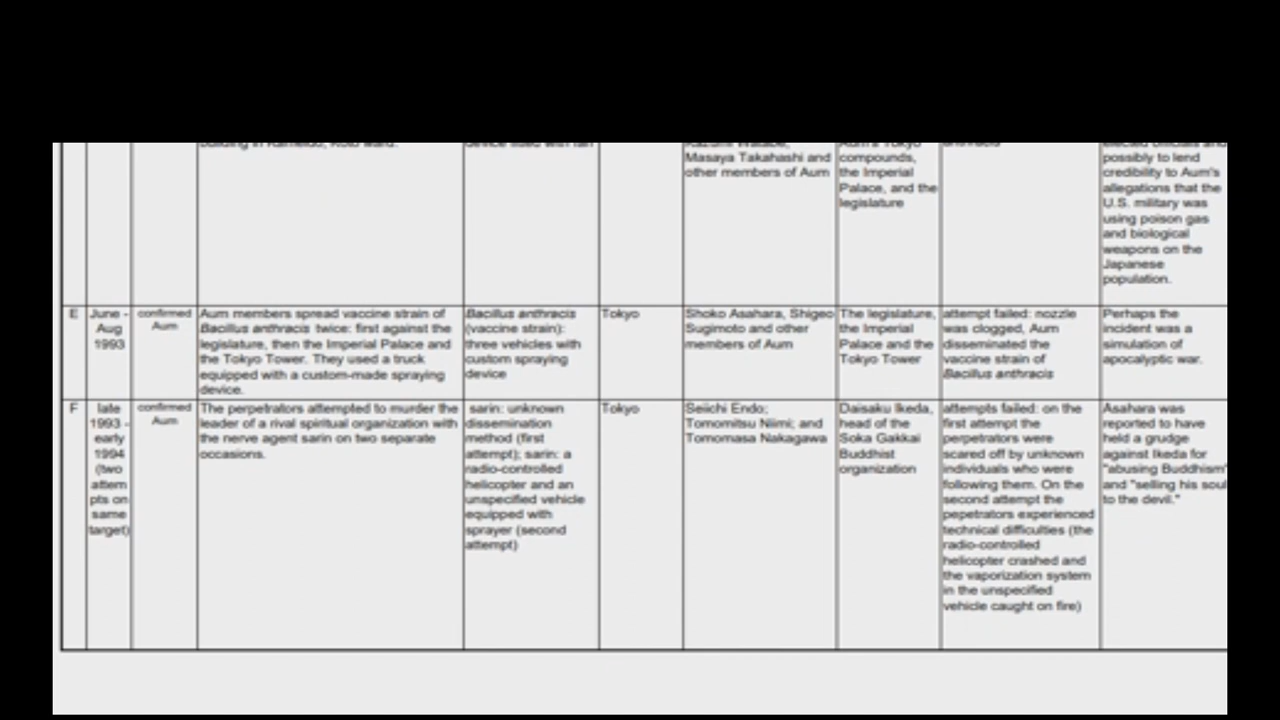 building in Kameido, Koto ward.
device fitted with fan
Kazumi Watabe,
Masaya Takahashi and
other members of Aum
Aum's Tokyo
compounds,
the Imperial
Palace, and the
legislature
anthracis
elected officials and
possibly to lend
credibility to Aum's
allegations that the
U.S. military was
using poison gas
and biological
weapons on the
Japanese
population.
E
June -
Aug
1993
confirmed
Aum
Aum members spread vaccine strain of
Bacillus anthracis twice: first against the
legislature, then the Imperial Palace and
the Tokyo Tower. They used a truck
equipped with a custom-made spraying
device.
Bacillus anthracis
(vaccine strain):
three vehicles with
custom spraying
device
Tokyo
Shoko Asahara, Shigeo
Sugimoto and other
members of Aum
The legislature,
the Imperial
Palace and the
Tokyo Tower
attempt failed: nozzle
was clogged, Aum
disseminated the
vaccine strain of
Bacillus anthracis
Perhaps the
incident was a
simulation of
apocalyptic war.
F
late
1993 -
early
1994
(two
attem
pts on
same
target)
confirmed
Aum
The perpetrators attempted to murder the
leader of a rival spiritual organization with
the nerve agent sarin on two separate
occasions.
sarin: unknown
dissemination
method (first
attempt); sarin: a
radio-controlled
helicopter and an
unspecified vehicle
equipped with
sprayer (second
attempt)
Tokyo
Seiichi Endo;
Tomomitsu Niimi; and
Tomomasa Nakagawa
Daisaku Ikeda,
head of the
Soka Gakkai
Buddhist
organization
attempts failed: on the
first attempt the
perpetrators were
scared off by unknown
individuals who were
following them. On the
second attempt the
pepetrators experienced
technical difficulties (the
radio-controlled
helicopter crashed and
the vaporization system
in the unspecified
vehicle caught on fire)
Asahara was
reported to have
held a grudge
against Ikeda for
"abusing Buddhism"
and "selling his soul
to the devil."